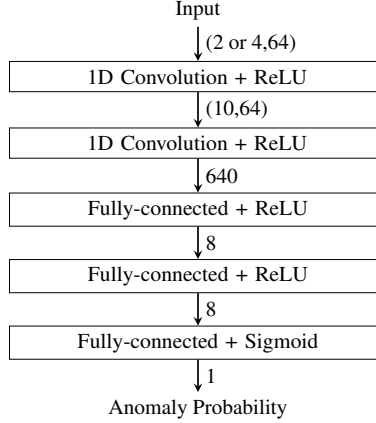 Input
(2 or 4,64)
1D Convolution + ReLU
(10,64)
1D Convolution + ReLU
640
Fully-connected + ReLU
8
Fully-connected + ReLU
8
Fully-connected + Sigmoid
1
Anomaly Probability